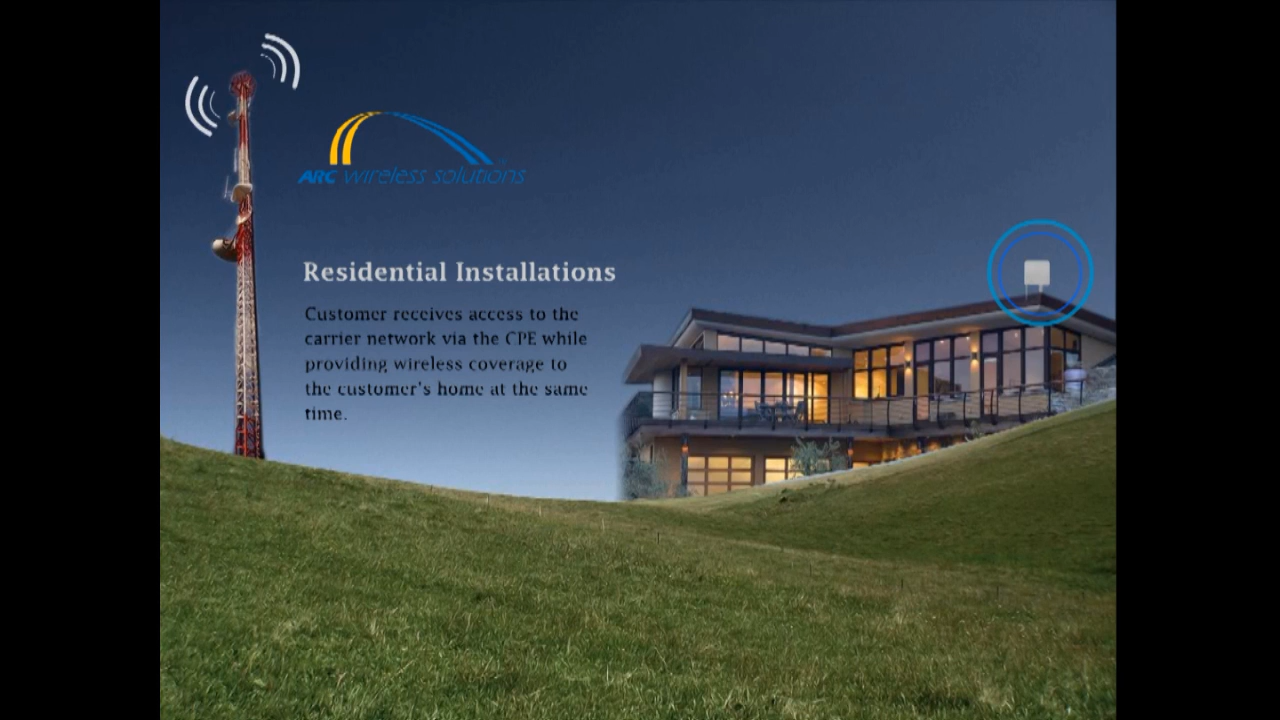 ARC wireless solutions
Residential Installations
Customer receives access to the
carrier network via the CPE while
providing wireless coverage to
the customer's home at the same
time.